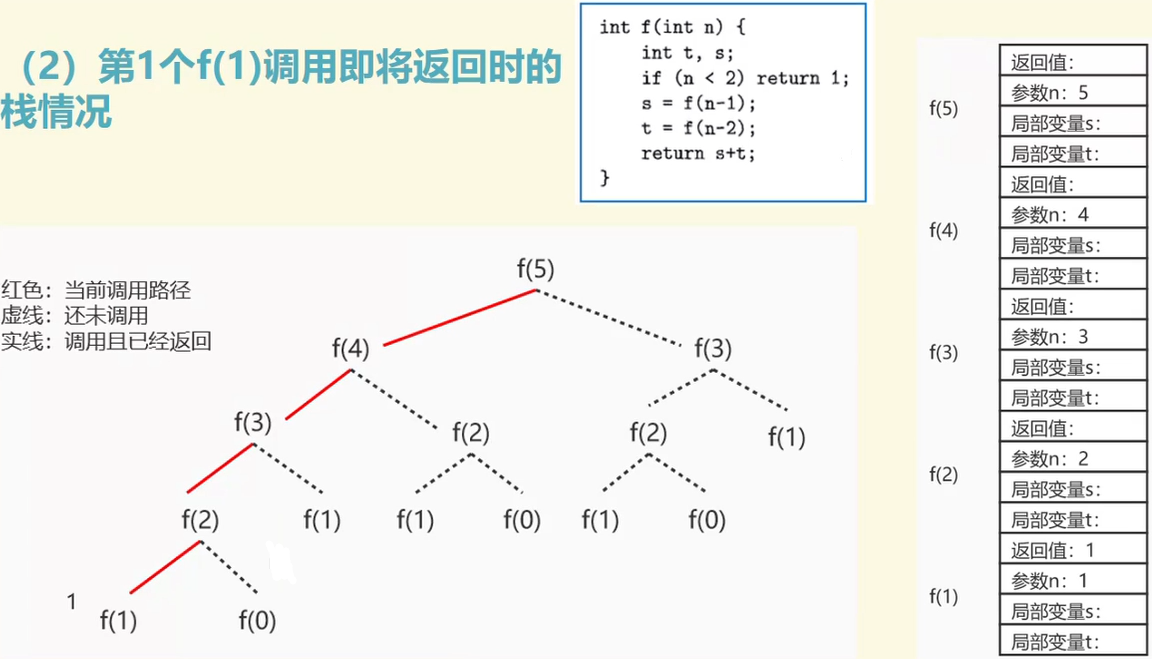 （2）第1个f(1)调用即将返回时的
栈情况
int f(int n) {
int t, s;
if (n < 2) return 1;
s = f(n-1);
t = f(n-2);
return s+t;
}
红色：当前调用路径
虚线：还未调用
实线：调用且已经返回
f(5)
f(4)
f(3)
f(3)
f(2)
f(2)
f(1)
f(2)
f(1)
f(1)
f(0)
f(1)
f(0)
1
f(1)
f(0)
f(5)
返回值：
参数n：5
局部变量s：
局部变量t：
f(4)
返回值：
参数n：4
局部变量s：
局部变量t：
f(3)
返回值：
参数n：3
局部变量s：
局部变量t：
f(2)
返回值：
参数n：2
局部变量s：
局部变量t：
f(1)
返回值：1
参数n：1
局部变量s：
局部变量t：